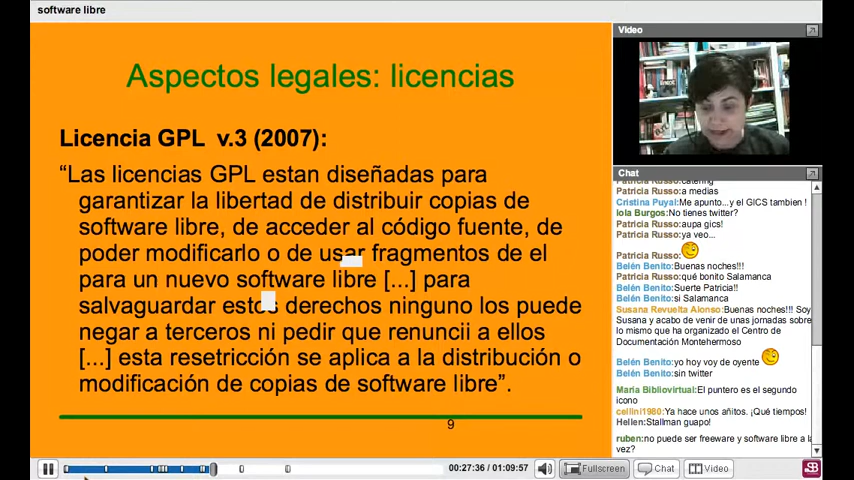 software libre
Aspectos legales: licencias
Licencia GPL v.3 (2007):
“Las licencias GPL estan diseñadas para
garantizar la libertad de distribuir copias de
software libre, de acceder al código fuente, de
poder modificarlo o de usar fragmentos de el
para un nuevo software libre [...] para
salvaguardar estos derechos ninguno los puede
negar a terceros ni pedir que renuncii a ellos
[...] esta resetricción se aplica a la distribución o
modificación de copias de software libre”.
9
00:27:36 / 01:09:57
Fullscreen
Chat
Video
Video
Chat
Patricia Russo:catering
Patricia Russo:a medias
Cristina Puyal:Me apunto...y el GICS tambien !
lola Burgos:No tienes twitter?
Patricia Russo:aupa gics!
Patricia Russo:ya veo...
Patricia Russo:
Belén Benito:Buenas noches!!!
Patricia Russo:qué bonito Salamanca
Belén Benito:Suerte Patricia!!
Belén Benito:si Salamanca
Susana Revuelta Alonso:Buenas noches!!! Soy
Susana y acabo de venir de unas jornadas sobre
lo mismo que ha organizado el Centro de
Documentación Montehermoso
Belén Benito:yo hoy voy de oyente
Belén Benito:sin twitter
Maria Bibliovirtual:El puntero es el segundo
icono
cellini1980:Ya hace unos añitos. ¡Qué tiempos!
Hellen:Stallman guapo!
ruben:no puede ser freeware y software libre a la
vez?